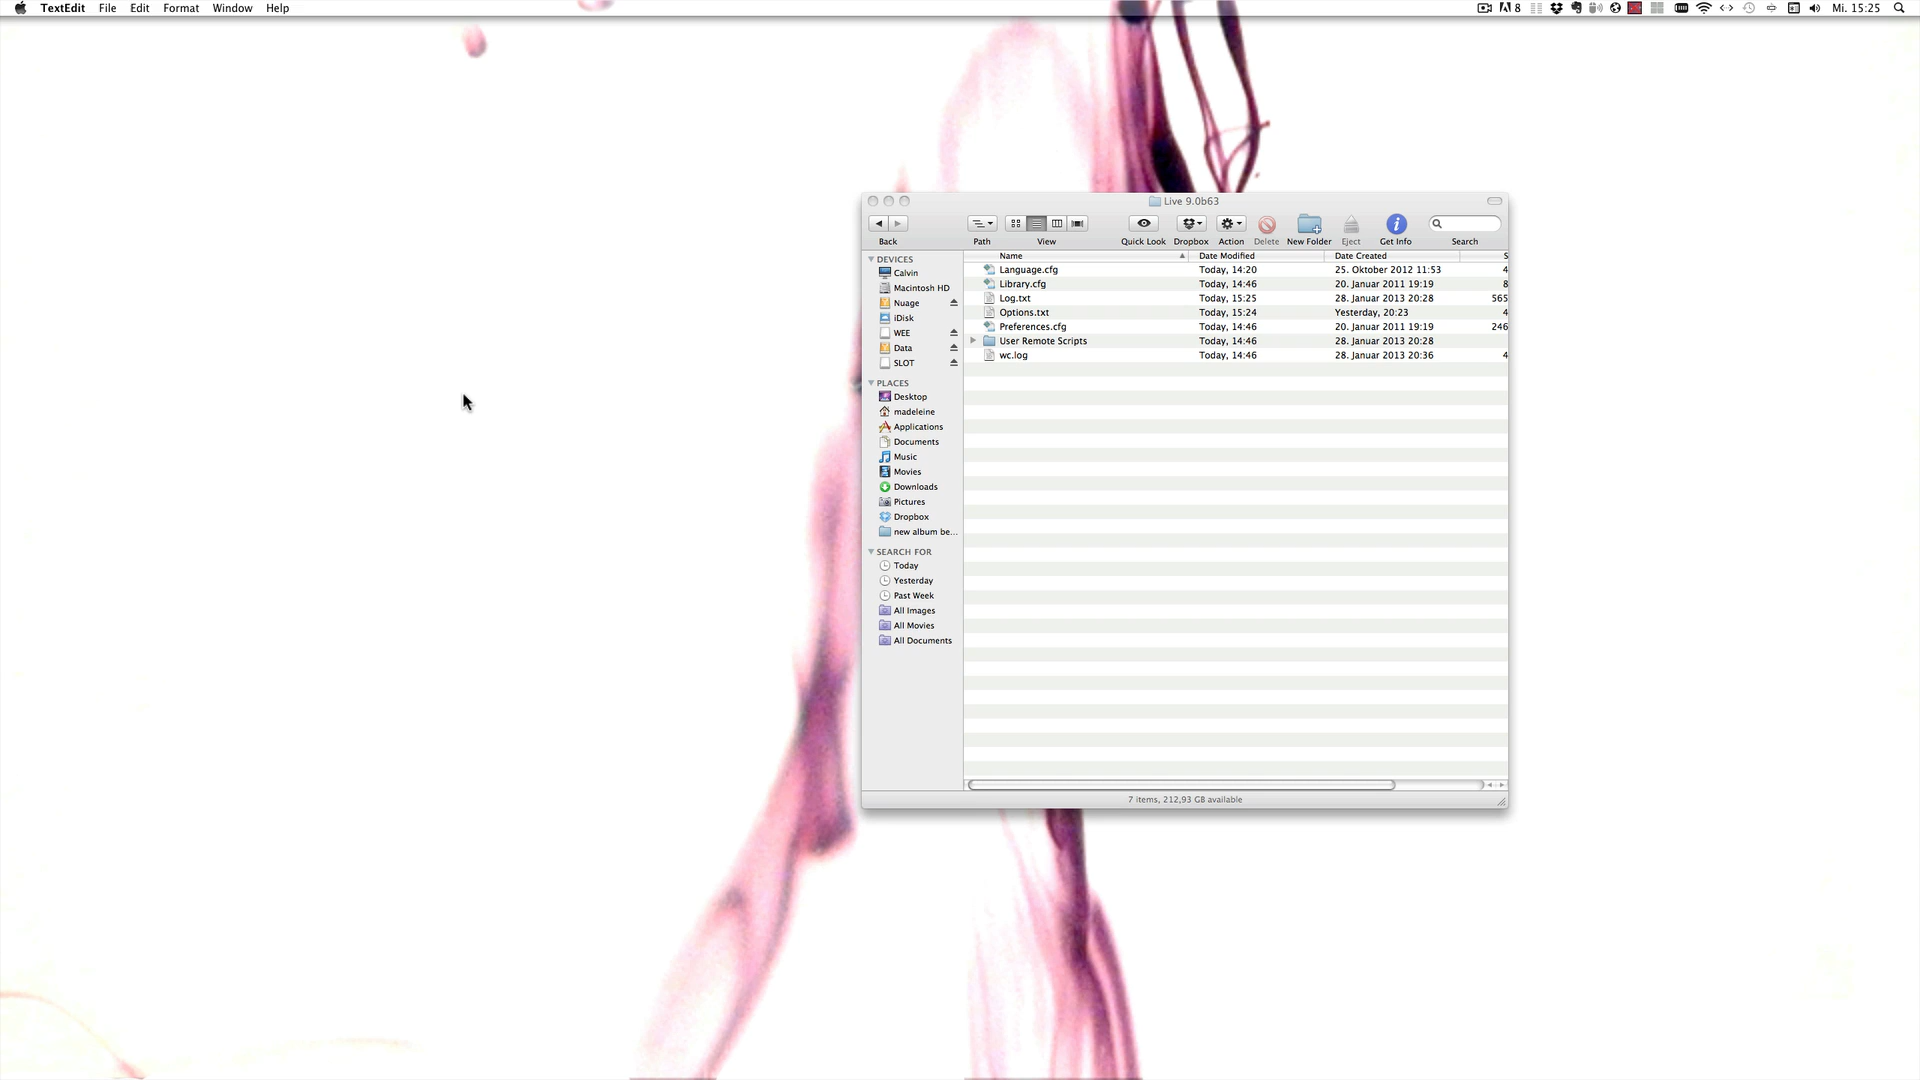 TextEdit File Edit Format Window Help 8 Mi. 15:25
Live 9.0b63
Back Path View Quick Look Dropbox Action Delete New Folder Eject Get Info Search
Name Date Modified Date Created S
Language.cfg Today, 14:20 25. Oktober 2012 11:53 4
Library.cfg Today, 14:46 20. Januar 2011 19:19 8
Log.txt Today, 15:25 28. Januar 2013 20:28 565
Options.txt Today, 15:24 Yesterday, 20:23 4
Preferences.cfg Today, 14:46 20. Januar 2011 19:19 246
User Remote Scripts Today, 14:46 28. Januar 2013 20:28
wc.log Today, 14:46 28. Januar 2013 20:36 4
DEVICES
Calvin
Macintosh HD
Nuage
iDisk
WEE
Data
SLOT
PLACES
Desktop
madeleine
Applications
Documents
Music
Movies
Downloads
Pictures
Dropbox
new album be...
SEARCH FOR
Today
Yesterday
Past Week
All Images
All Movies
All Documents
7 items, 212,93 GB available